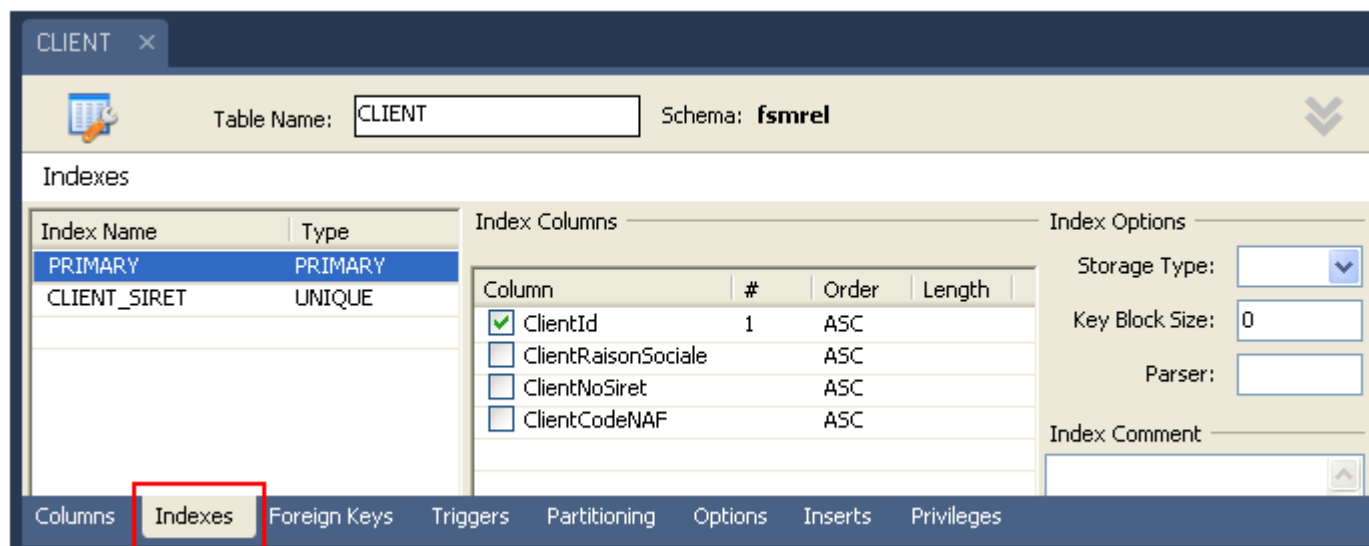 CLIENT ×
Table Name: CLIENT Schema: fsmrel
Indexes
Index Name Type
PRIMARY PRIMARY
CLIENT_SIRET UNIQUE
Index Columns
Column # Order Length
ClientId 1 ASC
ClientRaisonSociale ASC
ClientNoSiret ASC
ClientCodeNAF ASC
Index Options
Storage Type:
Key Block Size: 0
Parser:
Index Comment
Columns Indexes Foreign Keys Triggers Partitioning Options Inserts Privileges